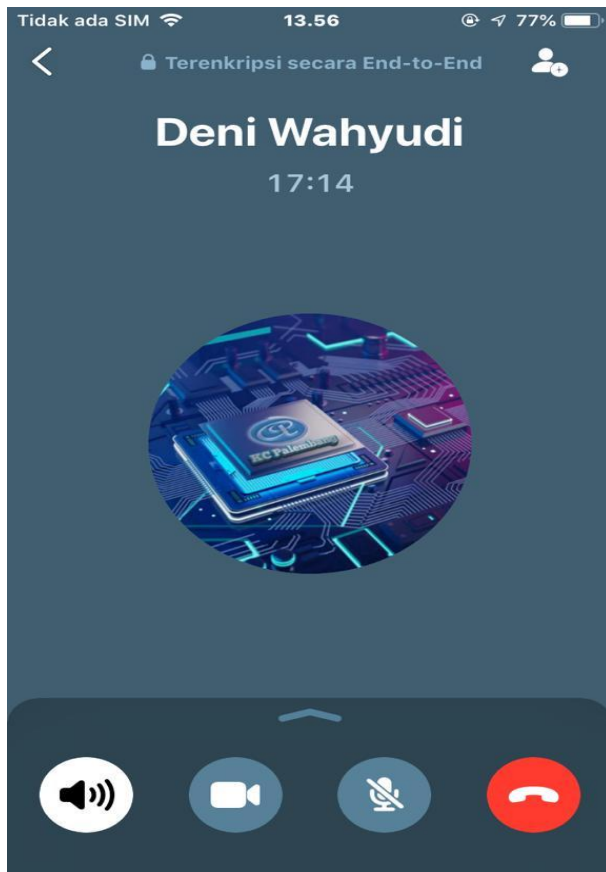 Tidak ada SIM 13.56 77%
Terenkripsi secara End-to-End
Deni Wahyudi
17:14
KC Palembang